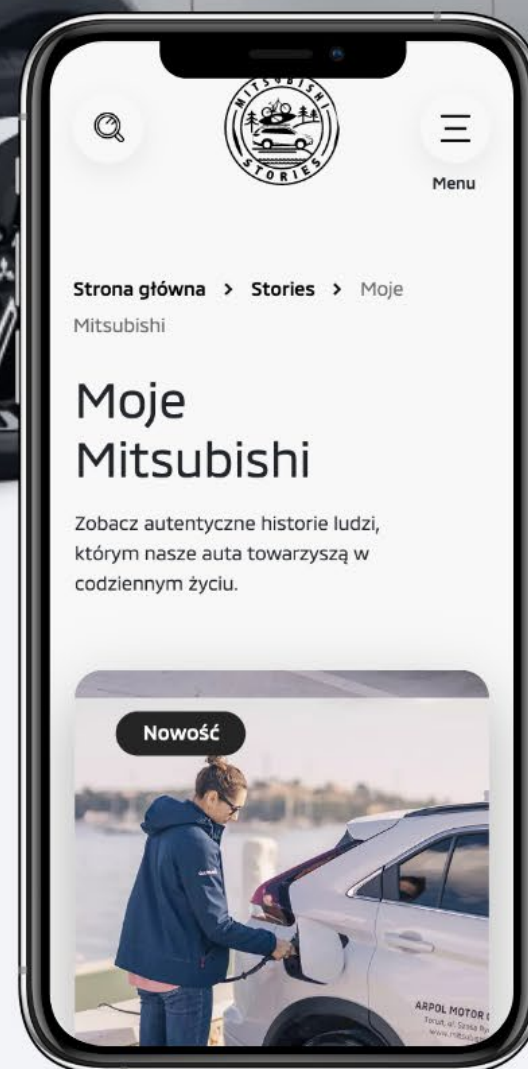 MITSUBISHI
STORIES
Menu
Strona główna > Stories > Moje
Mitsubishi
Moje
Mitsubishi
Zobacz autentyczne historie ludzi,
którym nasze auta towarzyszą w
codziennym życiu.
Nowość
ARPOL MOTOR